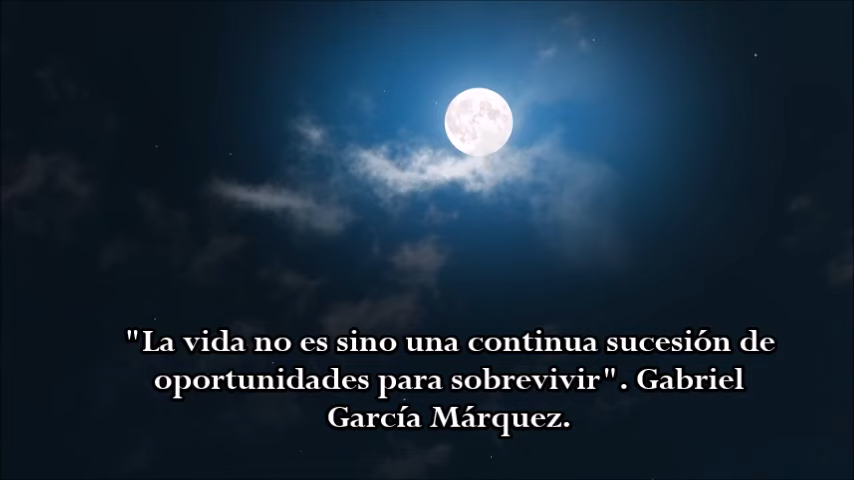 "La vida no es sino una continua sucesión de
oportunidades para sobrevivir". Gabriel
García Márquez.